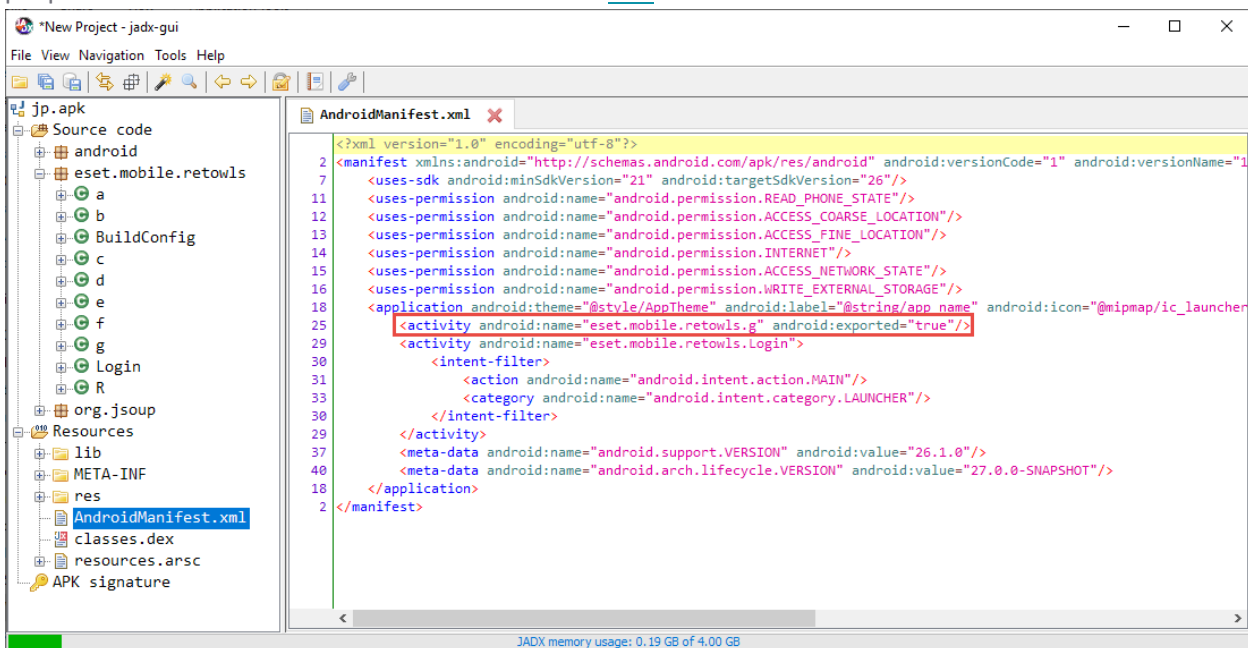 *New Project - jadx-gui
File View Navigation Tools Help
jp.apk
Source code
android
eset.mobile.retowls
a
b
BuildConfig
c
d
e
f
g
Login
R
org.jsoup
Resources
lib
META-INF
res
AndroidManifest.xml
classes.dex
resources.arsc
APK signature
AndroidManifest.xml
<?xml version="1.0" encoding="utf-8"?>
2 <manifest xmlns:android="http://schemas.android.com/apk/res/android" android:versionCode="1" android:versionName="1
7 <uses-sdk android:minSdkVersion="21" android:targetSdkVersion="26"/>
11 <uses-permission android:name="android.permission.READ_PHONE_STATE"/>
12 <uses-permission android:name="android.permission.ACCESS_COARSE_LOCATION"/>
13 <uses-permission android:name="android.permission.ACCESS_FINE_LOCATION"/>
14 <uses-permission android:name="android.permission.INTERNET"/>
15 <uses-permission android:name="android.permission.ACCESS_NETWORK_STATE"/>
16 <uses-permission android:name="android.permission.WRITE_EXTERNAL_STORAGE"/>
18 <application android:theme="@style/AppTheme" android:label="@string/app_name" android:icon="@mipmap/ic_launcher
25 <activity android:name="eset.mobile.retowls.g" android:exported="true"/>
29 <activity android:name="eset.mobile.retowls.Login">
30 <intent-filter>
31 <action android:name="android.intent.action.MAIN"/>
33 <category android:name="android.intent.category.LAUNCHER"/>
30 </intent-filter>
29 </activity>
37 <meta-data android:name="android.support.VERSION" android:value="26.1.0"/>
40 <meta-data android:name="android.arch.lifecycle.VERSION" android:value="27.0.0-SNAPSHOT"/>
18 </application>
2 </manifest>
JADX memory usage: 0.19 GB of 4.00 GB